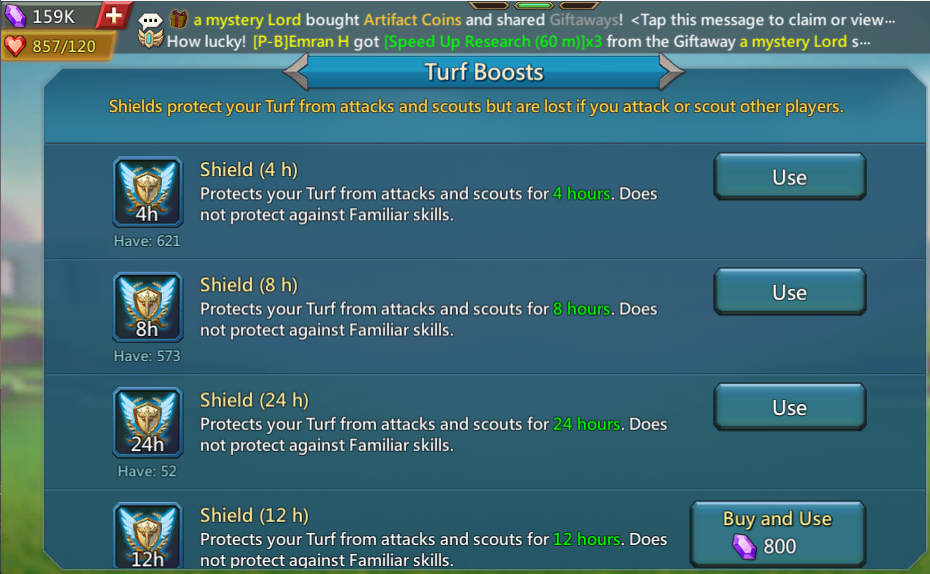 159K
857/120
a mystery Lord bought Artifact Coins and shared Giftaways! <Tap this message to claim or view···
How lucky! [P-B]Emran H got [Speed Up Research (60 m)]x3 from the Giftaway a mystery Lord s···
Turf Boosts
Shields protect your Turf from attacks and scouts but are lost if you attack or scout other players.
4h
Have: 621
Shield (4 h)
Protects your Turf from attacks and scouts for 4 hours. Does
not protect against Familiar skills.
Use
8h
Have: 573
Shield (8 h)
Protects your Turf from attacks and scouts for 8 hours. Does
not protect against Familiar skills.
Use
24h
Have: 52
Shield (24 h)
Protects your Turf from attacks and scouts for 24 hours. Does
not protect against Familiar skills.
Use
12h
Shield (12 h)
Protects your Turf from attacks and scouts for 12 hours. Does
not protect against Familiar skills.
Buy and Use
800